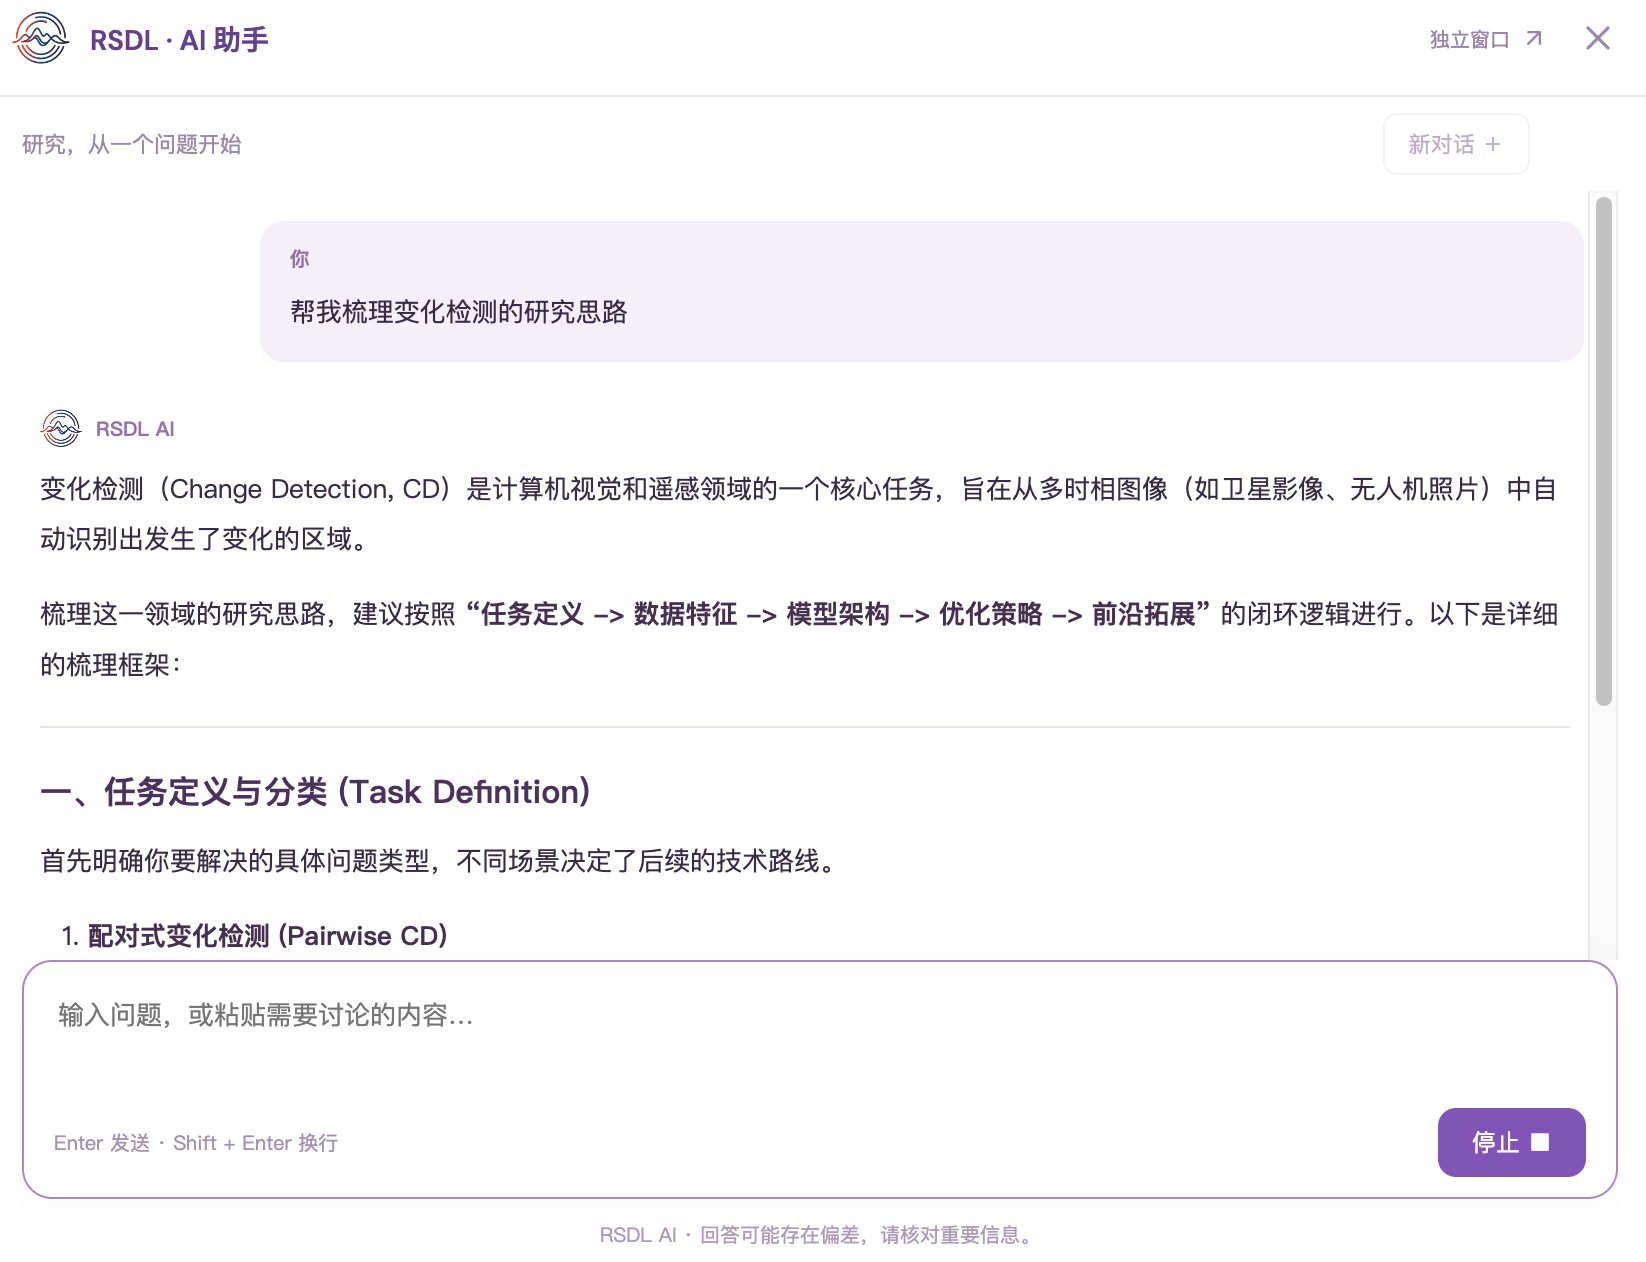 RSDL · AI 助手
独立窗口 ↗
研究，从一个问题开始
新对话 +
你
帮我梳理变化检测的研究思路
RSDL AI
变化检测（Change Detection, CD）是计算机视觉和遥感领域的一个核心任务，旨在从多时相图像（如卫星影像、无人机照片）中自
动识别出发生了变化的区域。
梳理这一领域的研究思路，建议按照 “任务定义 –> 数据特征 –> 模型架构 –> 优化策略 –> 前沿拓展” 的闭环逻辑进行。以下是详细
的梳理框架：
一、任务定义与分类 (Task Definition)
首先明确你要解决的具体问题类型，不同场景决定了后续的技术路线。
1. 配对式变化检测 (Pairwise CD)
输入问题，或粘贴需要讨论的内容…
Enter 发送 · Shift + Enter 换行
停止
RSDL AI · 回答可能存在偏差，请核对重要信息。